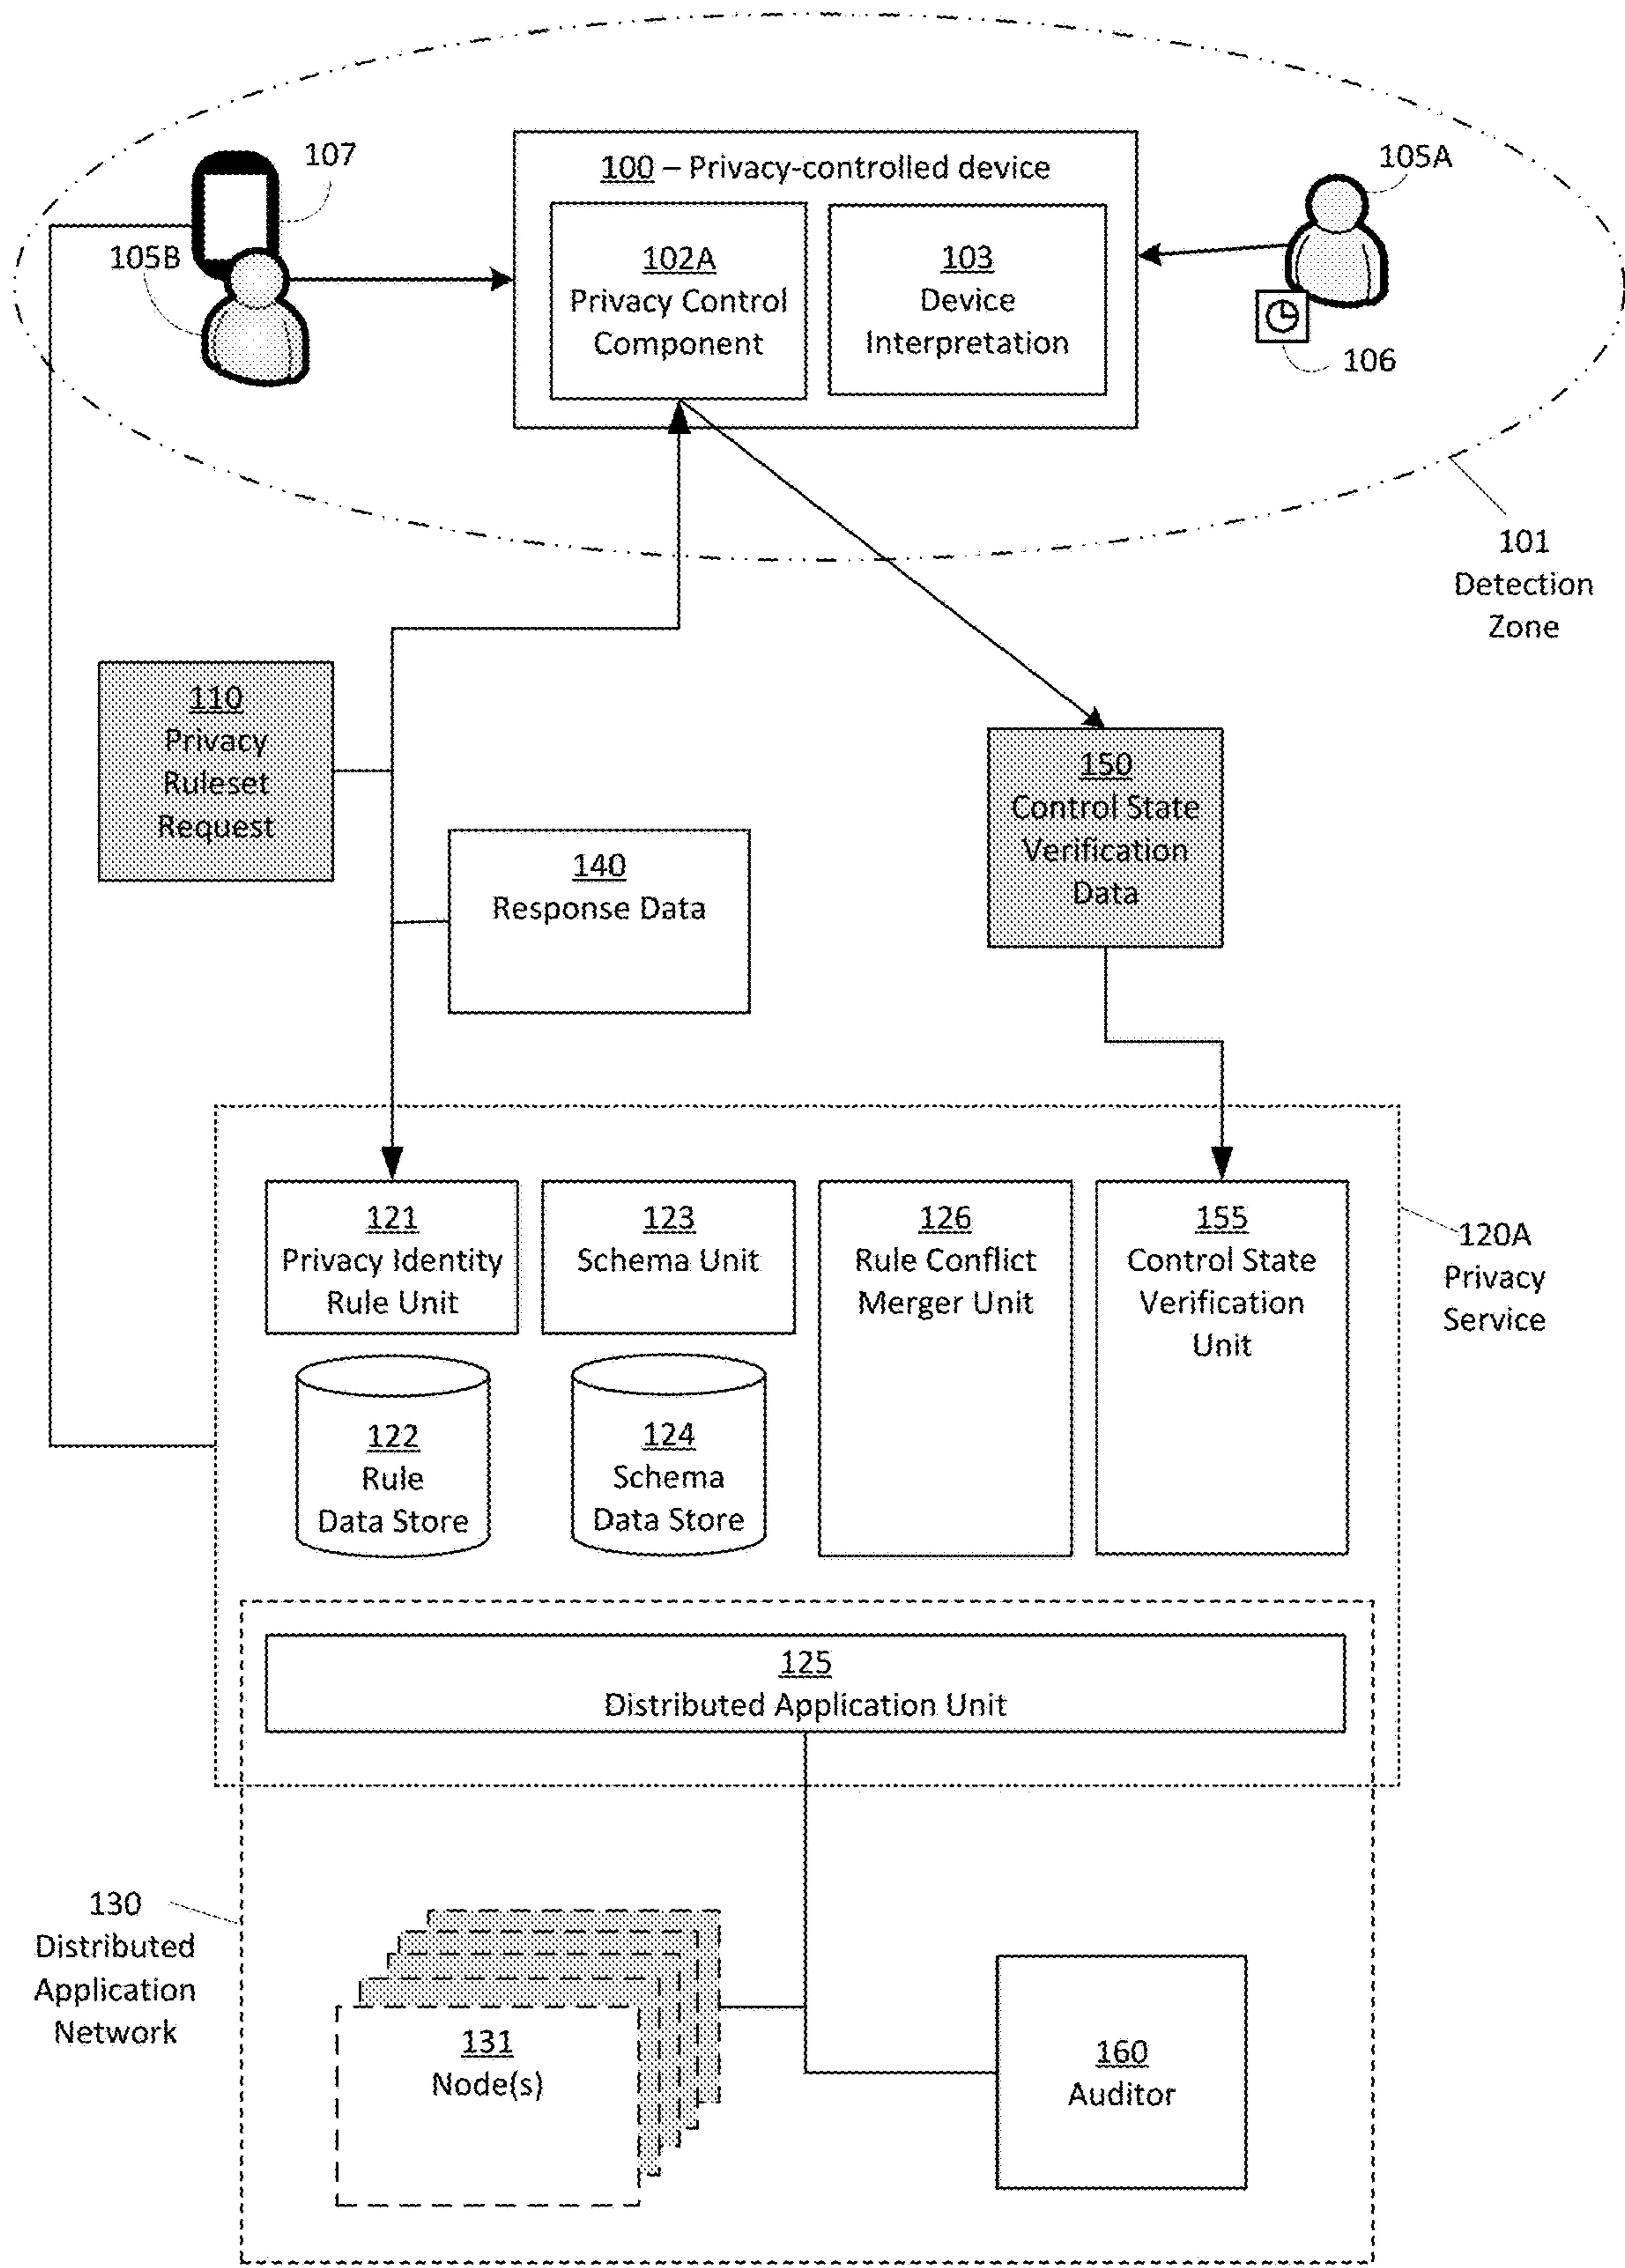 107
100 – Privacy-controlled device
105A
105B
102A
Privacy Control
Component
103
Device
Interpretation
106
101
Detection
Zone
110
Privacy
Ruleset
Request
150
Control State
Verification
Data
140
Response Data
121
Privacy Identity
Rule Unit
123
Schema Unit
126
Rule Conflict
Merger Unit
155
Control State
Verification
Unit
120A
Privacy
Service
122
Rule
Data Store
124
Schema
Data Store
125
Distributed Application Unit
130
Distributed
Application
Network
131
Node(s)
160
Auditor